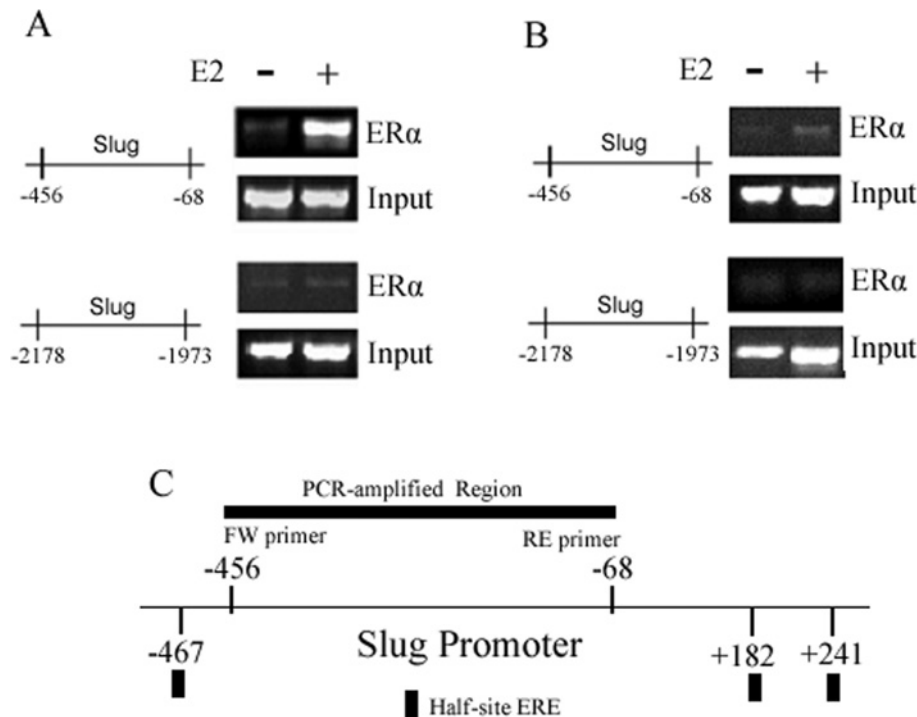 A
E2 - +
Slug
-456 -68
ERα
Input
Slug
-2178 -1973
ERα
Input
B
E2 - +
Slug
-456 -68
ERα
Input
Slug
-2178 -1973
ERα
Input
C
PCR-amplified Region
FW primer RE primer
-456 -68
-467 Slug Promoter +182 +241
Half-site ERE